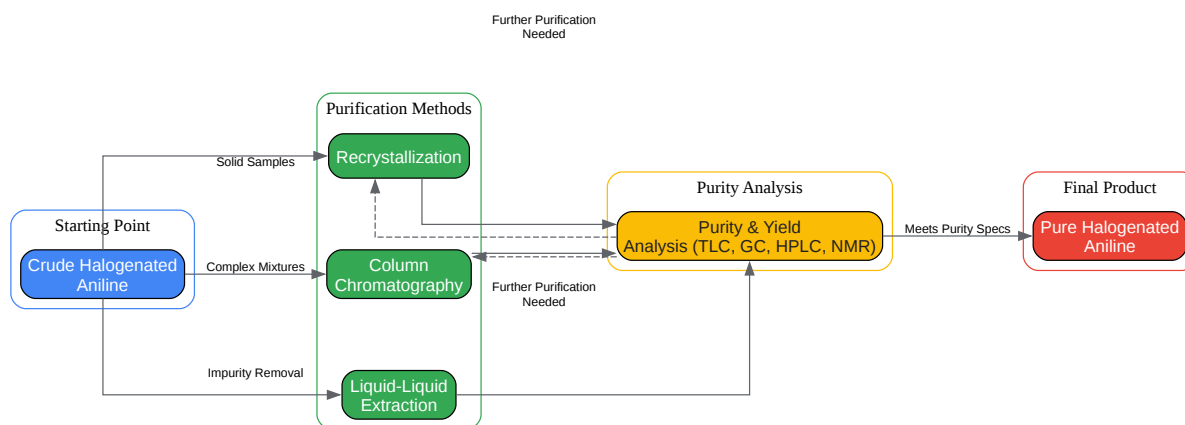 Further Purification
Needed
Purification Methods
Recrystallization
Solid Samples
Purity Analysis
Final Product
Starting Point
Purity & Yield
Analysis (TLC, GC, HPLC, NMR)
Meets Purity Specs
Pure Halogenated
Aniline
Crude Halogenated
Aniline
Complex Mixtures
Column
Chromatography
Further Purification
Needed
Impurity Removal
Liquid-Liquid
Extraction